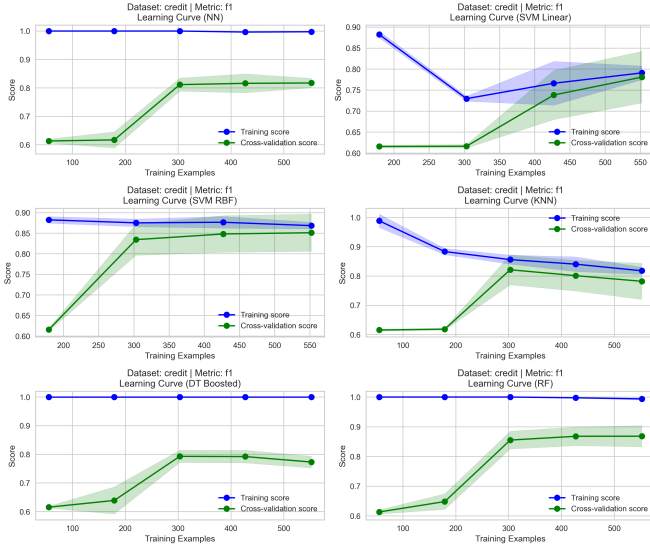 Dataset: credit | Metric: f1
Learning Curve (NN)
1.0
0.9
0.8
0.7
0.6
Score
100 200 300 400 500
Training Examples
Training score
Cross-validation score
Dataset: credit | Metric: f1
Learning Curve (SVM Linear)
0.90
0.85
0.80
0.75
0.70
0.65
0.60
Score
200 250 300 350 400 450 500 550
Training Examples
Training score
Cross-validation score
Dataset: credit | Metric: f1
Learning Curve (SVM RBF)
0.90
0.85
0.80
0.75
0.70
0.65
0.60
Score
200 250 300 350 400 450 500 550
Training Examples
Training score
Cross-validation score
Dataset: credit | Metric: f1
Learning Curve (KNN)
1.0
0.9
0.8
0.7
0.6
Score
100 200 300 400 500
Training Examples
Training score
Cross-validation score
Dataset: credit | Metric: f1
Learning Curve (DT Boosted)
1.0
0.9
0.8
0.7
0.6
Score
100 200 300 400 500
Training Examples
Training score
Cross-validation score
Dataset: credit | Metric: f1
Learning Curve (RF)
1.0
0.9
0.8
0.7
0.6
Score
100 200 300 400 500
Training Examples
Training score
Cross-validation score